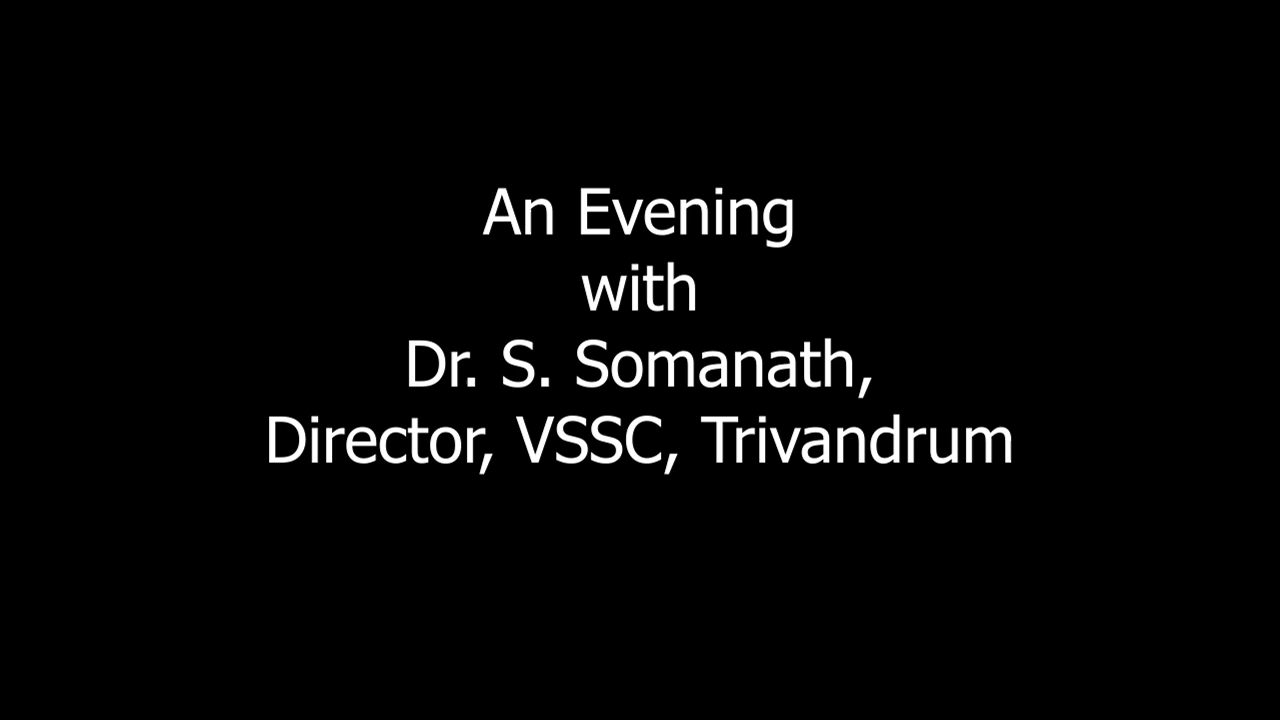 An Evening
with
Dr. S. Somanath,
Director, VSSC, Trivandrum